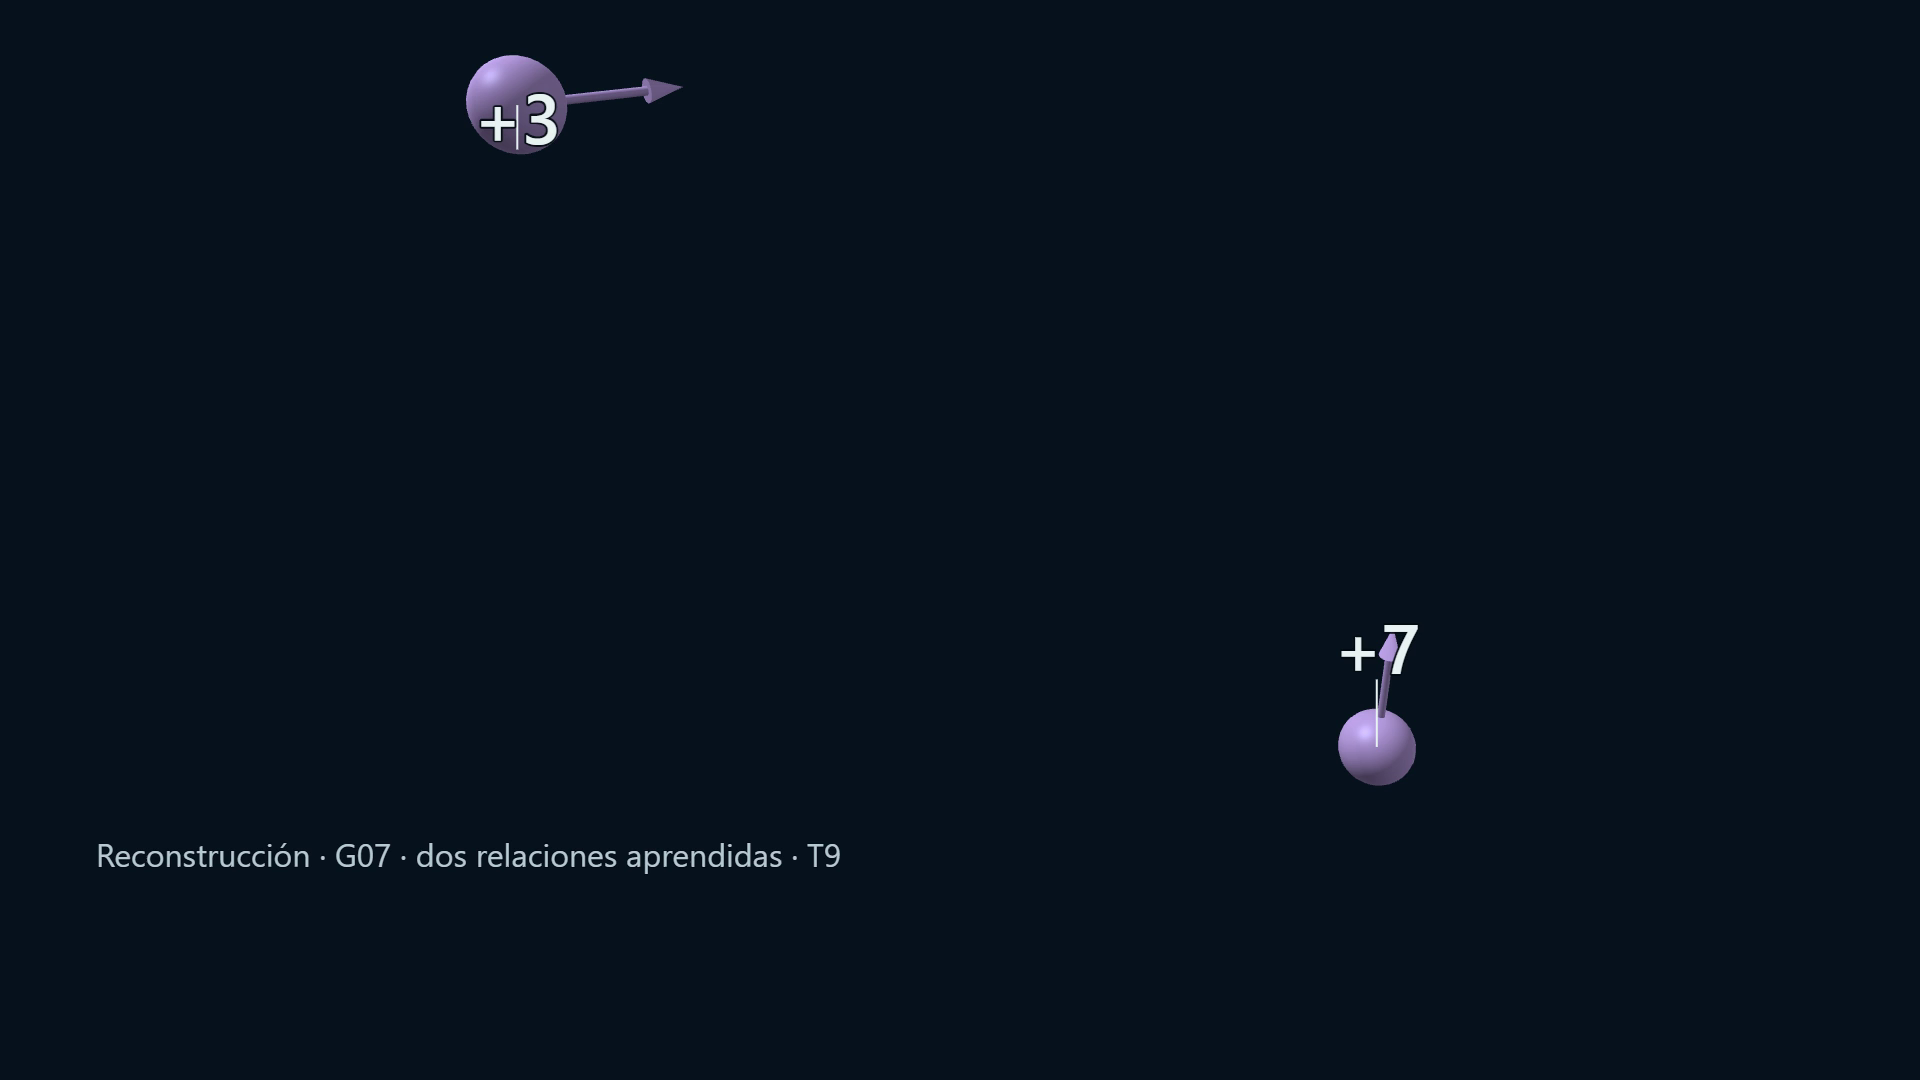 +3
+7
Reconstrucción · G07 · dos relaciones aprendidas · T9